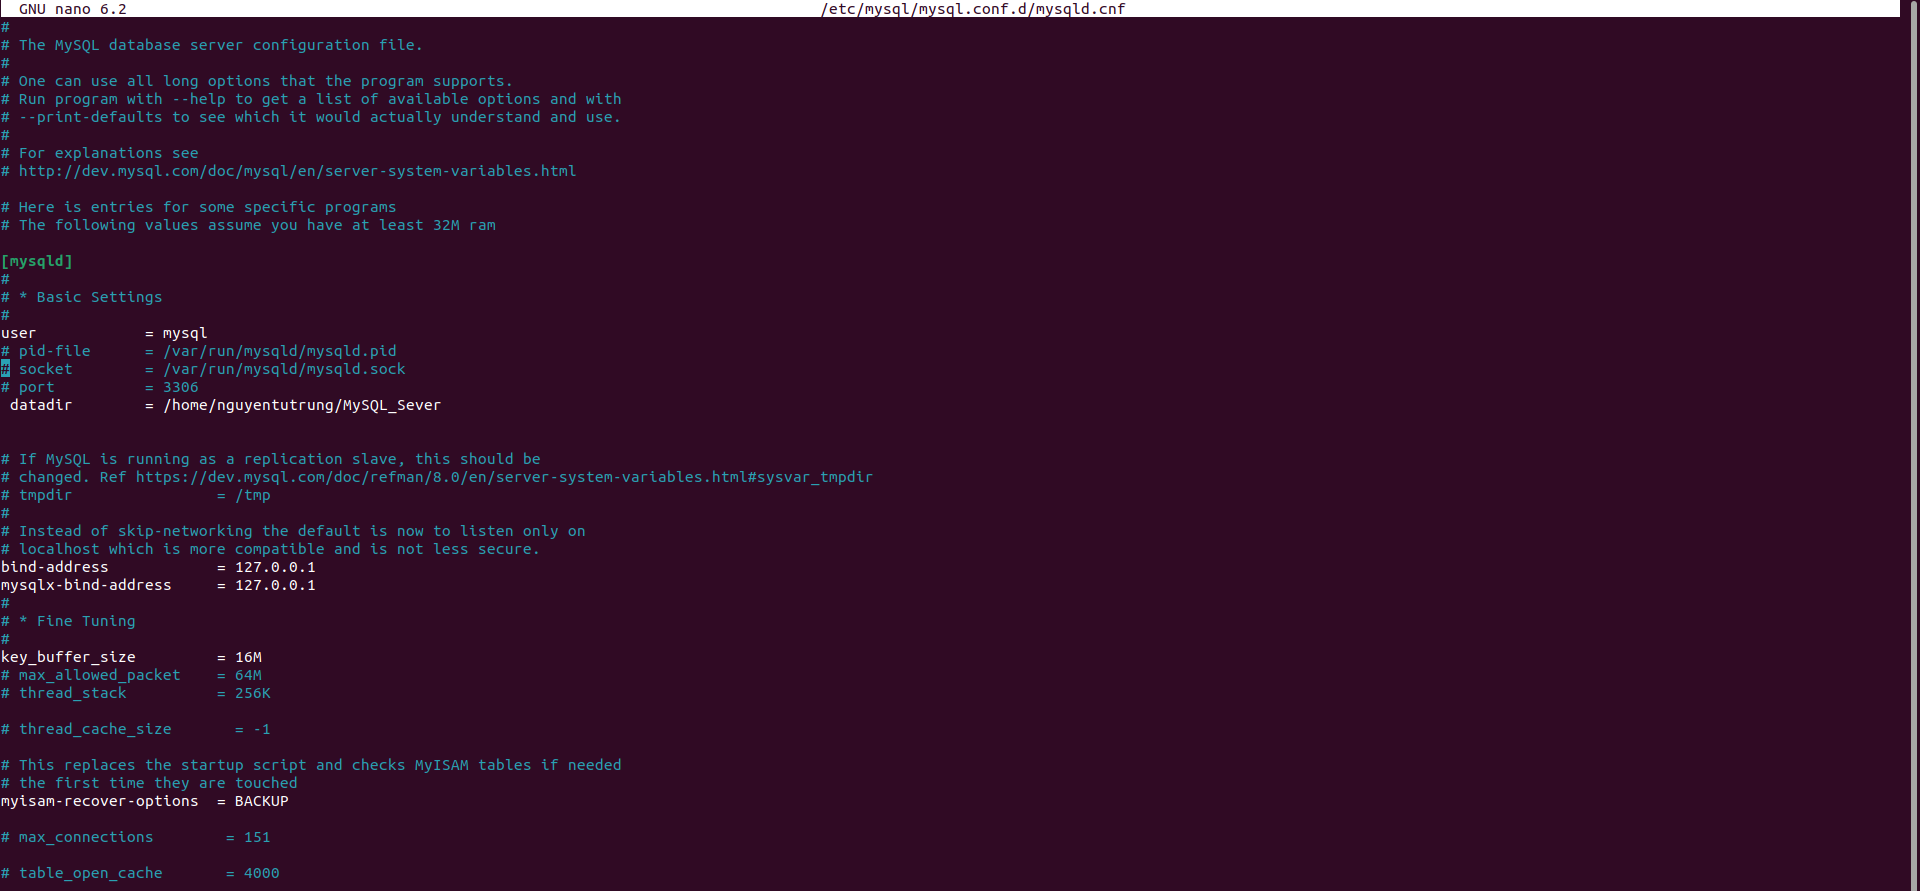 GNU nano 6.2 /etc/mysql/mysql.conf.d/mysqld.cnf
#
# The MySQL database server configuration file.
#
# One can use all long options that the program supports.
# Run program with --help to get a list of available options and with
# --print-defaults to see which it would actually understand and use.
#
# For explanations see
# http://dev.mysql.com/doc/mysql/en/server-system-variables.html

# Here is entries for some specific programs
# The following values assume you have at least 32M ram

[mysqld]
#
# * Basic Settings
#
user            = mysql
# pid-file      = /var/run/mysqld/mysqld.pid
# socket        = /var/run/mysqld/mysqld.sock
# port          = 3306
 datadir        = /home/nguyentutrung/MySQL_Sever


# If MySQL is running as a replication slave, this should be
# changed. Ref https://dev.mysql.com/doc/refman/8.0/en/server-system-variables.html#sysvar_tmpdir
# tmpdir                = /tmp
#
# Instead of skip-networking the default is now to listen only on
# localhost which is more compatible and is not less secure.
bind-address            = 127.0.0.1
mysqlx-bind-address     = 127.0.0.1
#
# * Fine Tuning
#
key_buffer_size         = 16M
# max_allowed_packet    = 64M
# thread_stack          = 256K

# thread_cache_size       = -1

# This replaces the startup script and checks MyISAM tables if needed
# the first time they are touched
myisam-recover-options  = BACKUP

# max_connections        = 151

# table_open_cache       = 4000